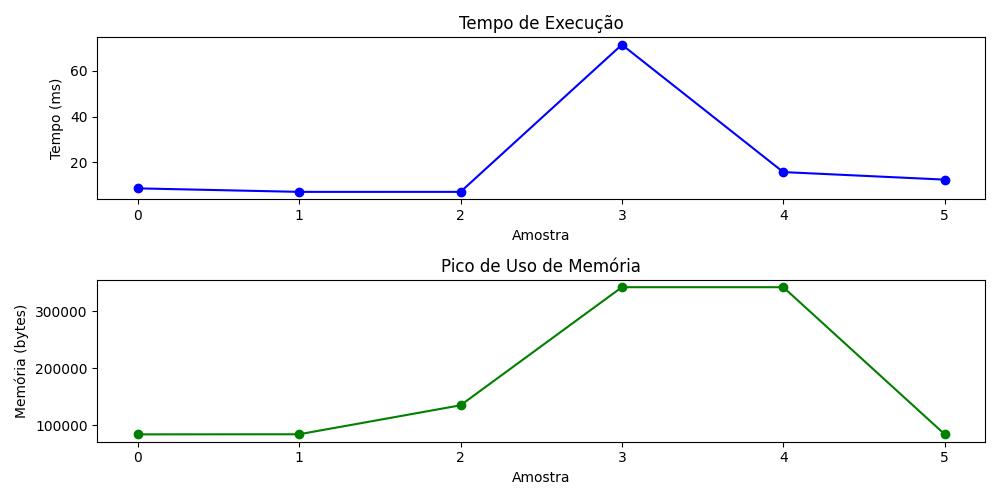 Tempo de Execução
Tempo (ms)
60
40
20
0 1 2 3 4 5
Amostra
Pico de Uso de Memória
Memória (bytes)
300000
200000
100000
0 1 2 3 4 5
Amostra